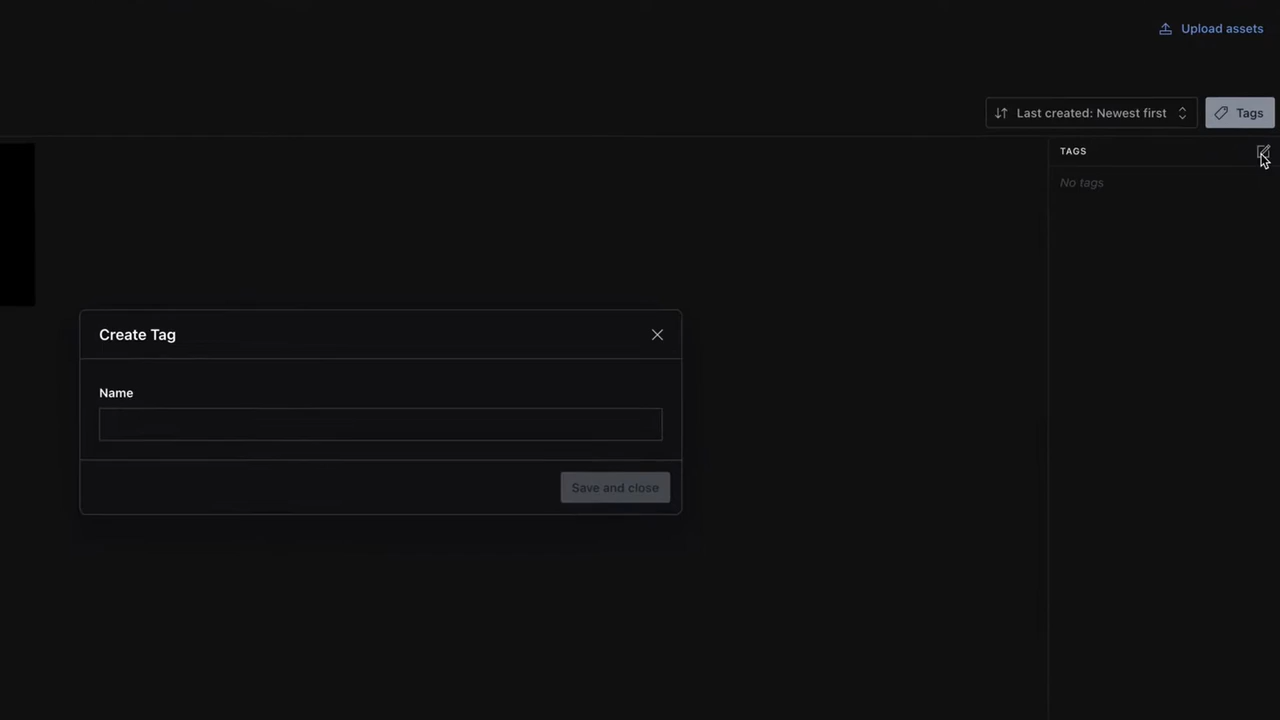 Upload assets
Last created: Newest first
Tags
TAGS
No tags
Create Tag
Name
Save and close